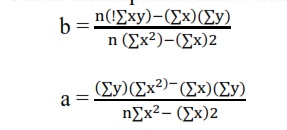 b = n(!∑xy)−(∑x)(∑y) / n (∑x²)−(∑x)2
a = (∑y)(∑x²)⁻ (∑x)(∑y) / n∑x²− (∑x)2